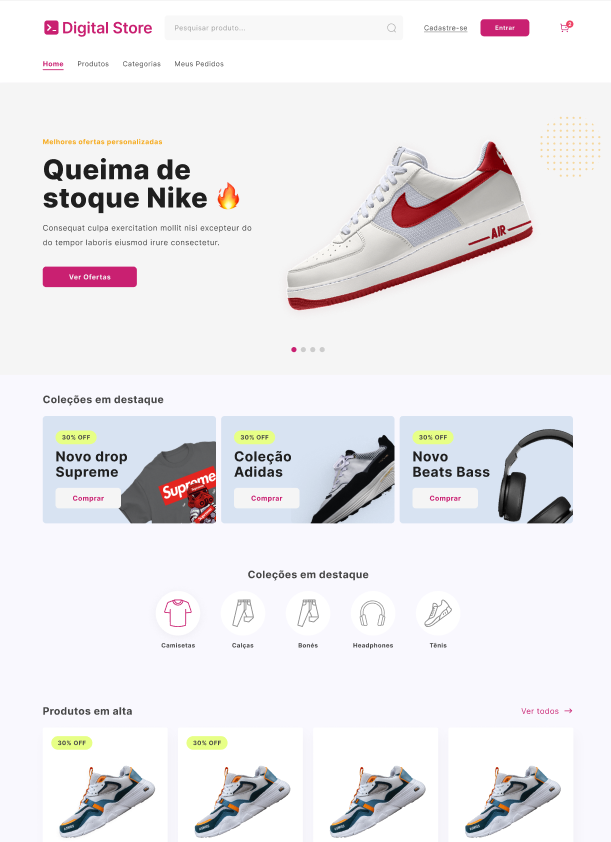 Digital Store
Pesquisar produto...
Cadastre-se
Entrar
2
Home
Produtos
Categorias
Meus Pedidos
Melhores ofertas personalizadas
Queima de
stoque Nike 🔥
Consequat culpa exercitation mollit nisi excepteur do
do tempor laboris eiusmod irure consectetur.
Ver Ofertas
AIR
Coleções em destaque
30% OFF
Novo drop
Supreme
Comprar
Supreme
30% OFF
Coleção
Adidas
Comprar
30% OFF
Novo
Beats Bass
Comprar
Coleções em destaque
Camisetas
Calças
Bonés
Headphones
Tênis
Produtos em alta
Ver todos →
30% OFF
30% OFF